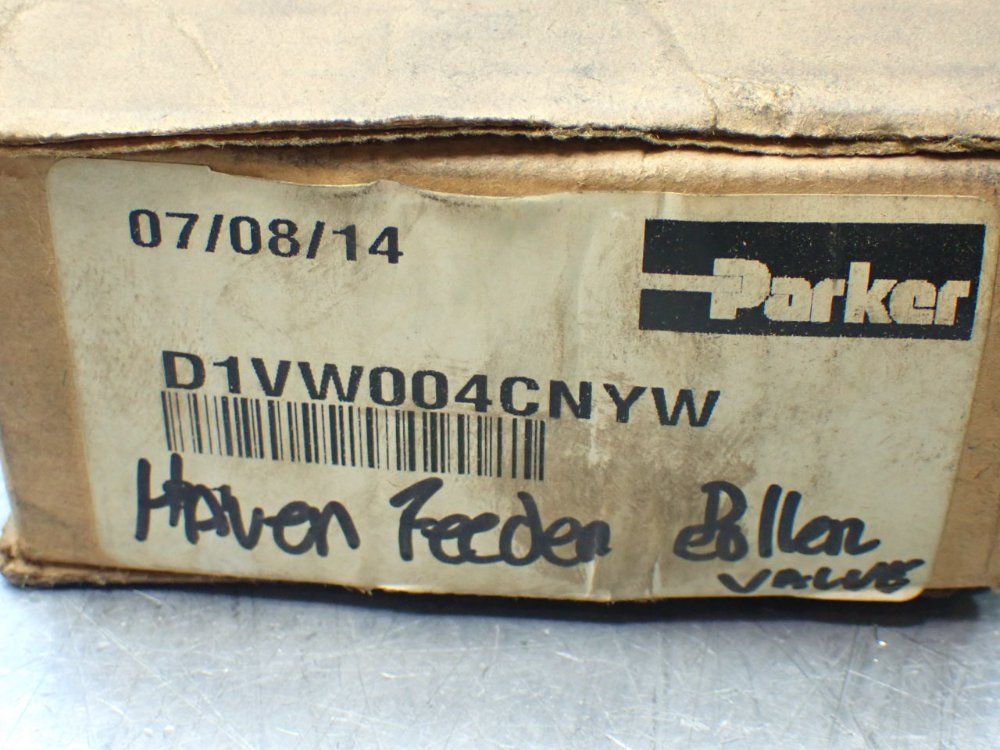 07/08/14
Parker
D1VW004CNYW
Haven Feeder Roller
VALVE